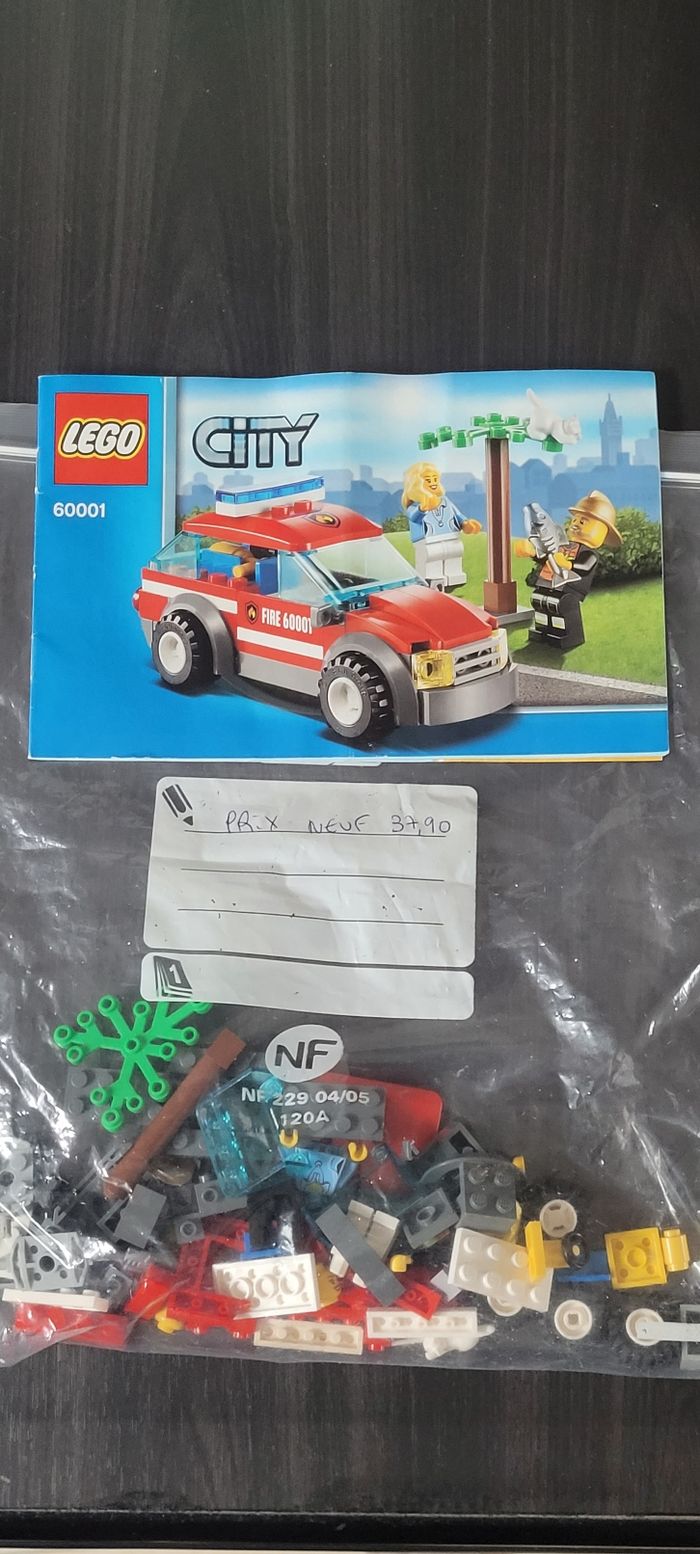 LEGO
CITY
60001
FIRE 60001
PRIX NEUF 37,90
1
NF
NF 229 04/05
120A